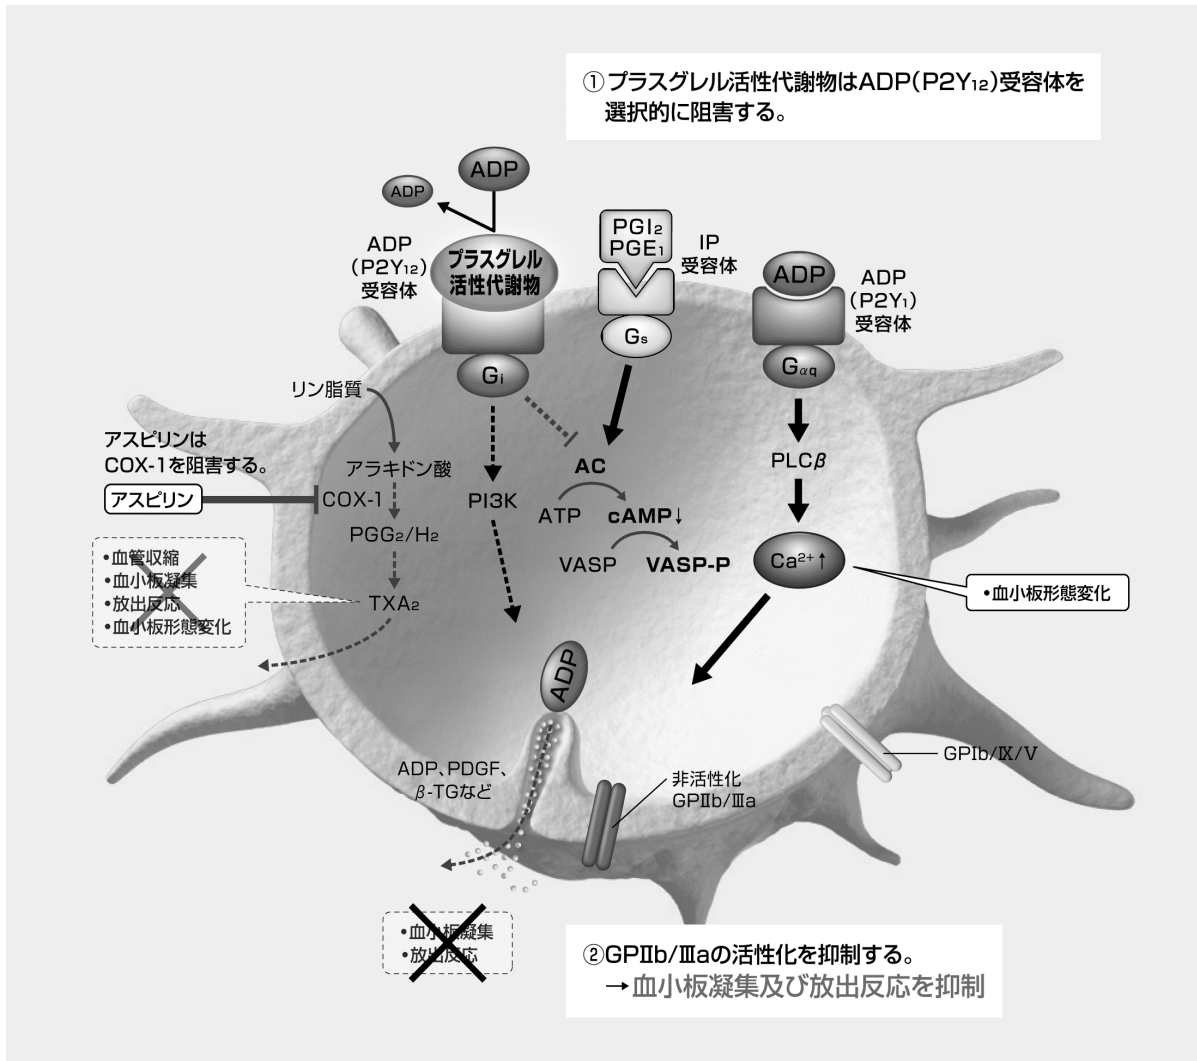 ① プラスグレル活性代謝物はADP(P2Y₁₂)受容体を
選択的に阻害する。
ADP
ADP
ADP
(P2Y₁₂)
受容体
プラスグレル
活性代謝物
Gi
PGI₂
PGE₁
IP
受容体
Gs
ADP
ADP
(P2Y₁)
受容体
Gαq
リン脂質
アスピリンは
COX-1を阻害する。
アスピリン
アラキドン酸
COX-1
PGG₂/H₂
TXA₂
PI3K
AC
ATP
cAMP↓
VASP
VASP-P
PLCβ
Ca²⁺↑
•血小板形態変化
•血管収縮
•血小板凝集
•放出反応
•血小板形態変化
ADP
ADP、PDGF、
β-TGなど
非活性化
GPⅡb/Ⅲa
GPⅠb/Ⅸ/Ⅴ
•血小板凝集
•放出反応
②GPⅡb/Ⅲaの活性化を抑制する。
→血小板凝集及び放出反応を抑制